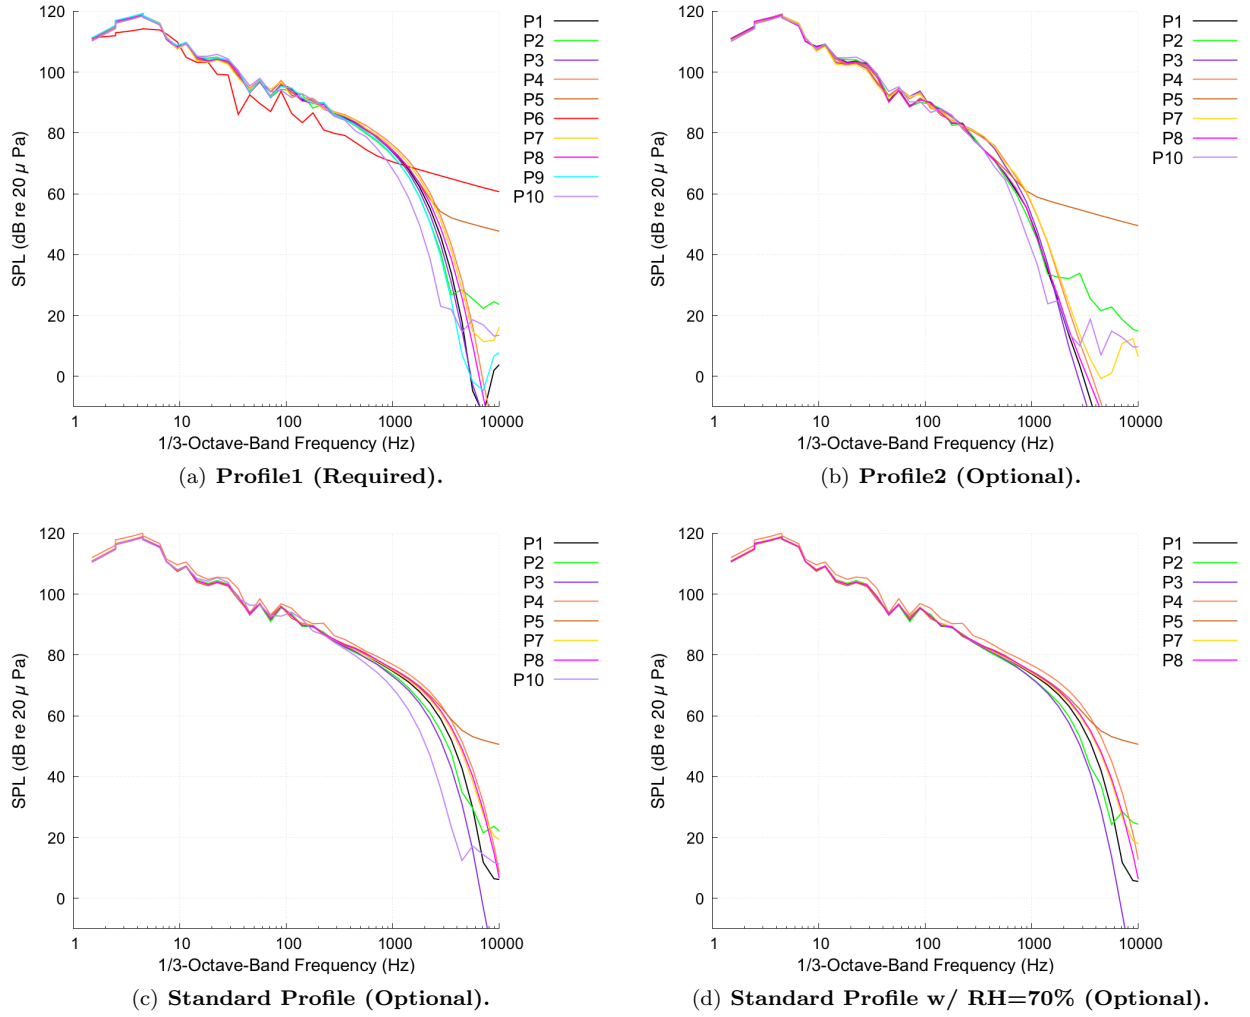 120
100
80
60
40
20
0
SPL (dB re 20 µ Pa)
1 10 100 1000 10000
1/3-Octave-Band Frequency (Hz)
P1
P2
P3
P4
P5
P6
P7
P8
P9
P10
(a) Profile1 (Required).
120
100
80
60
40
20
0
SPL (dB re 20 µ Pa)
1 10 100 1000 10000
1/3-Octave-Band Frequency (Hz)
P1
P2
P3
P4
P5
P7
P8
P10
(b) Profile2 (Optional).
120
100
80
60
40
20
0
SPL (dB re 20 µ Pa)
1 10 100 1000 10000
1/3-Octave-Band Frequency (Hz)
P1
P2
P3
P4
P5
P7
P8
P10
(c) Standard Profile (Optional).
120
100
80
60
40
20
0
SPL (dB re 20 µ Pa)
1 10 100 1000 10000
1/3-Octave-Band Frequency (Hz)
P1
P2
P3
P4
P5
P7
P8
(d) Standard Profile w/ RH=70% (Optional).